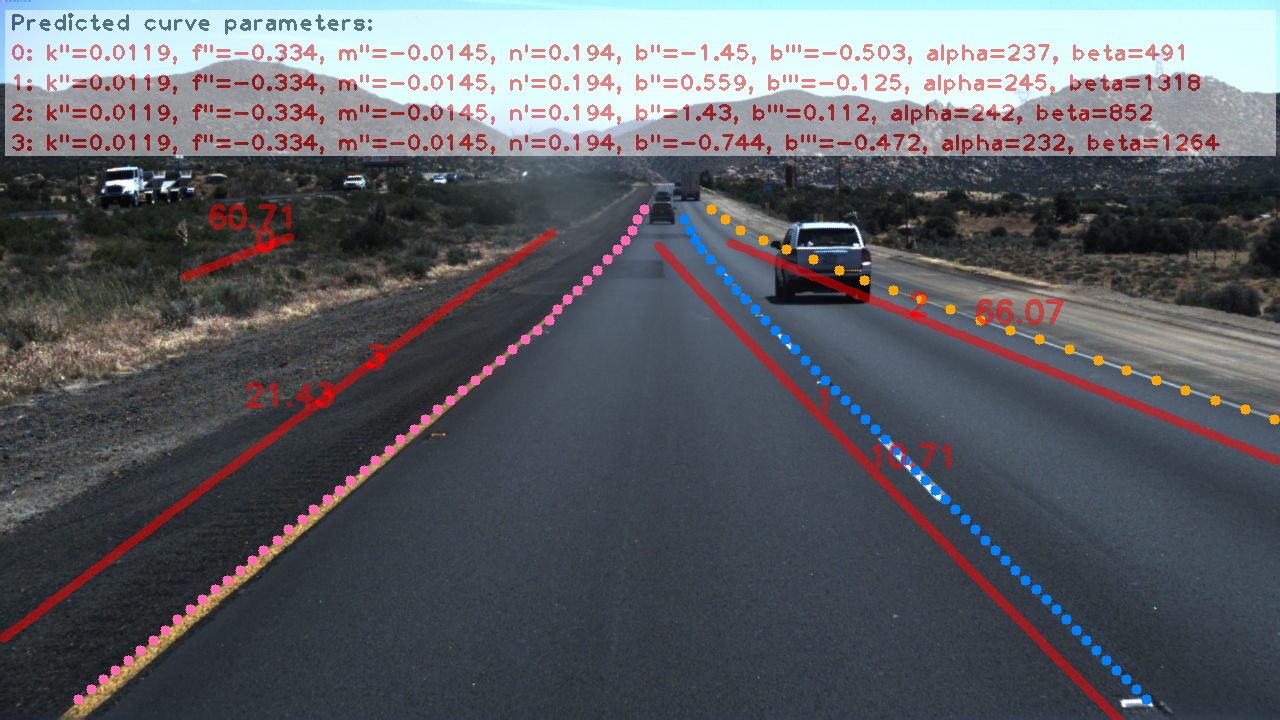 Predicted curve parameters:
0: k''=0.0119, f''=−0.334, m''=−0.0145, n'=0.194, b''=−1.45, b'''=−0.503, alpha=237, beta=491
1: k''=0.0119, f''=−0.334, m''=−0.0145, n'=0.194, b''=0.559, b'''=−0.125, alpha=245, beta=1318
2: k''=0.0119, f''=−0.334, m''=−0.0145, n'=0.194, b''=1.43, b'''=0.112, alpha=242, beta=852
3: k''=0.0119, f''=−0.334, m''=−0.0145, n'=0.194, b''=−0.744, b'''=−0.472, alpha=232, beta=1264
60.71
0
2
66.07
3
21.43
1
10.71